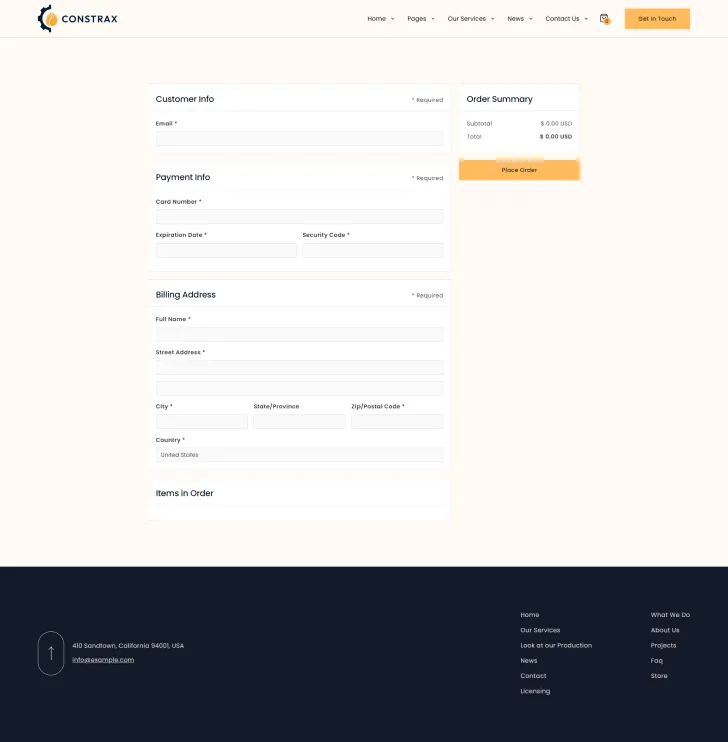 CONSTRAX
Home Pages Our Services News Contact Us Get In Touch
Customer Info * Required
Email *
Payment Info * Required
Card Number *
Expiration Date * Security Code *
Billing Address * Required
Full Name *
Street Address *
City * State/Province Zip/Postal Code *
Country *
United States
Items in Order
Order Summary
Subtotal $ 0.00 USD
Total $ 0.00 USD
Place Order
410 Sandtown, California 94001, USA
info@example.com
Home
Our Services
Look at our Production
News
Contact
Licensing
What We Do
About Us
Projects
Faq
Store